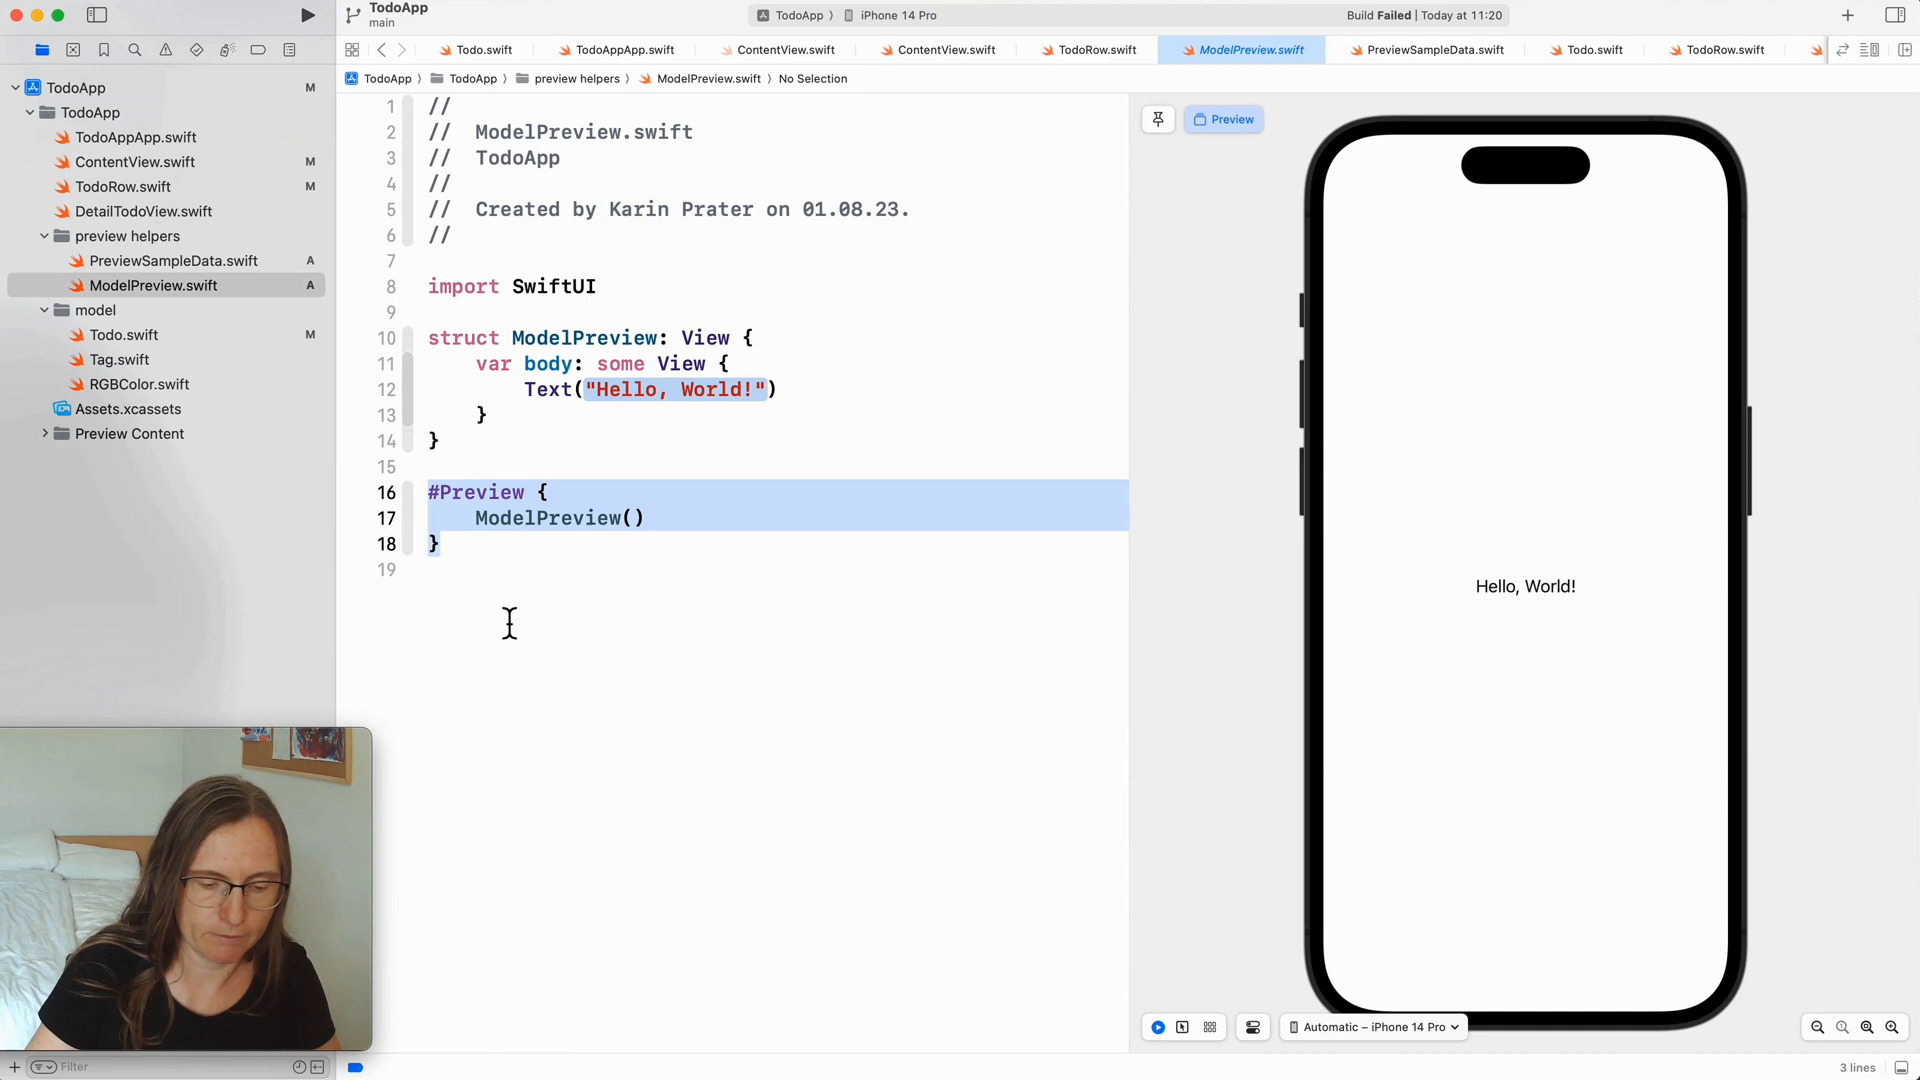 TodoApp
main
TodoApp
iPhone 14 Pro
Build Failed | Today at 11:20
Todo.swift
TodoAppApp.swift
ContentView.swift
ContentView.swift
TodoRow.swift
ModelPreview.swift
PreviewSampleData.swift
Todo.swift
TodoRow.swift
TodoApp
TodoApp
preview helpers
ModelPreview.swift
No Selection
TodoApp M
TodoApp
TodoAppApp.swift
ContentView.swift M
TodoRow.swift M
DetailTodoView.swift
preview helpers
PreviewSampleData.swift A
ModelPreview.swift A
model
Todo.swift M
Tag.swift
RGBColor.swift
Assets.xcassets
Preview Content
Filter
1 //
2 // ModelPreview.swift
3 // TodoApp
4 //
5 // Created by Karin Prater on 01.08.23.
6 //
7
8 import SwiftUI
9
10 struct ModelPreview: View {
11 var body: some View {
12 Text("Hello, World!")
13 }
14 }
15
16 #Preview {
17 ModelPreview()
18 }
19
Preview
Hello, World!
Automatic – iPhone 14 Pro
3 lines